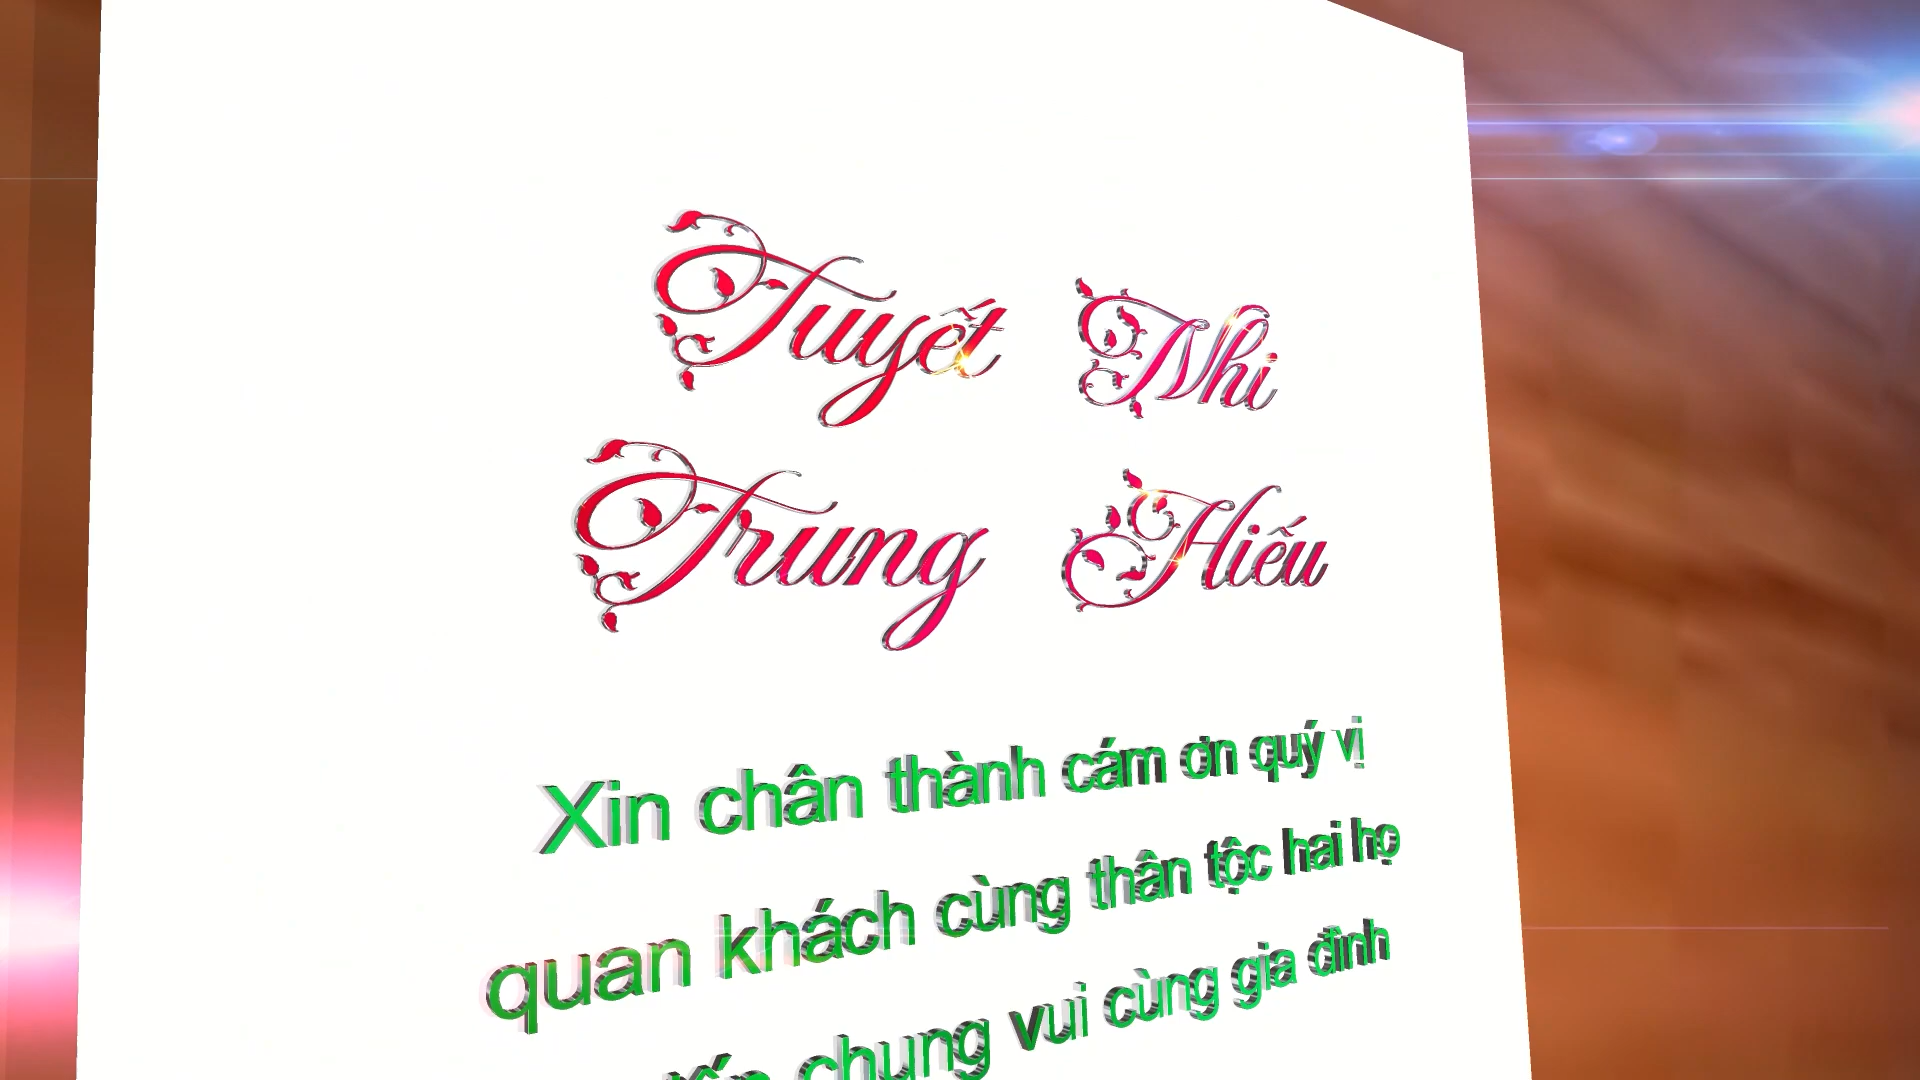 Tuyết Nhi
Trung Hiếu
Xin chân thành cám ơn quý vị
quan khách cùng thân tộc hai họ
chung vui cùng gia đình